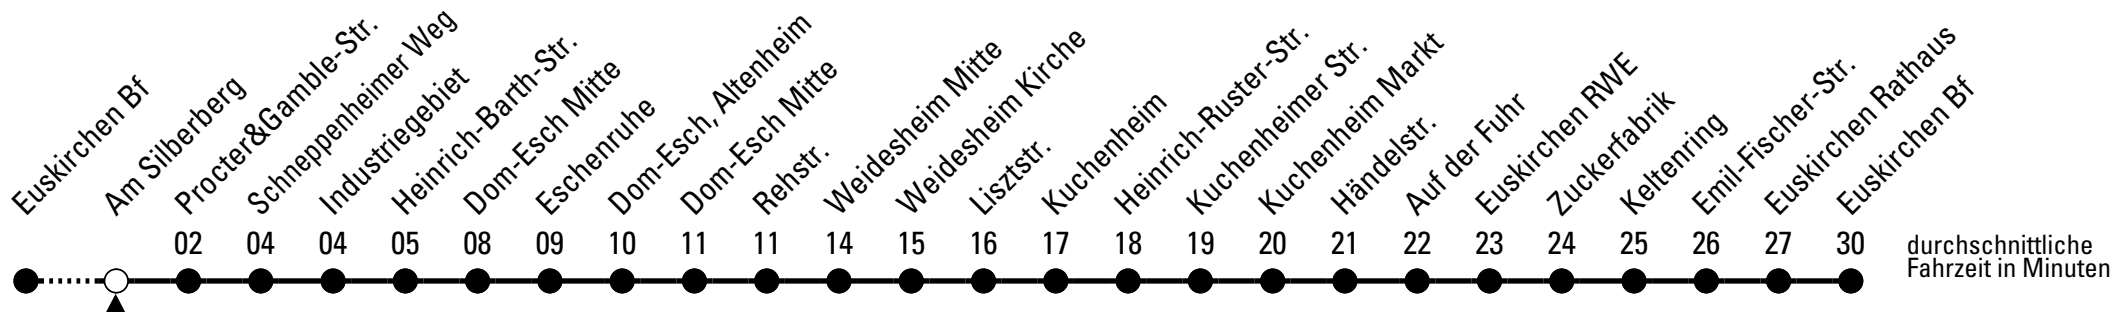 Euskirchen Bf
Am Silberberg
Procter&Gamble-Str.
Schneppenheimer Weg
Industriegebiet
Heinrich-Barth-Str.
Dom-Esch Mitte
Eschenruhe
Dom-Esch, Altenheim
Dom-Esch Mitte
Rehstr.
Weidesheim Mitte
Weidesheim Kirche
Lisztstr.
Kuchenheim
Heinrich-Ruster-Str.
Kuchenheimer Str.
Kuchenheim Markt
Händelstr.
Auf der Fuhr
Euskirchen RWE
Zuckerfabrik
Keltenring
Emil-Fischer-Str.
Euskirchen Rathaus
Euskirchen Bf
02 04 04 05 08 09 10 11 11 14 15 16 17 18 19 20 21 22 23 24 25 26 27 30
durchschnittliche
Fahrzeit in Minuten